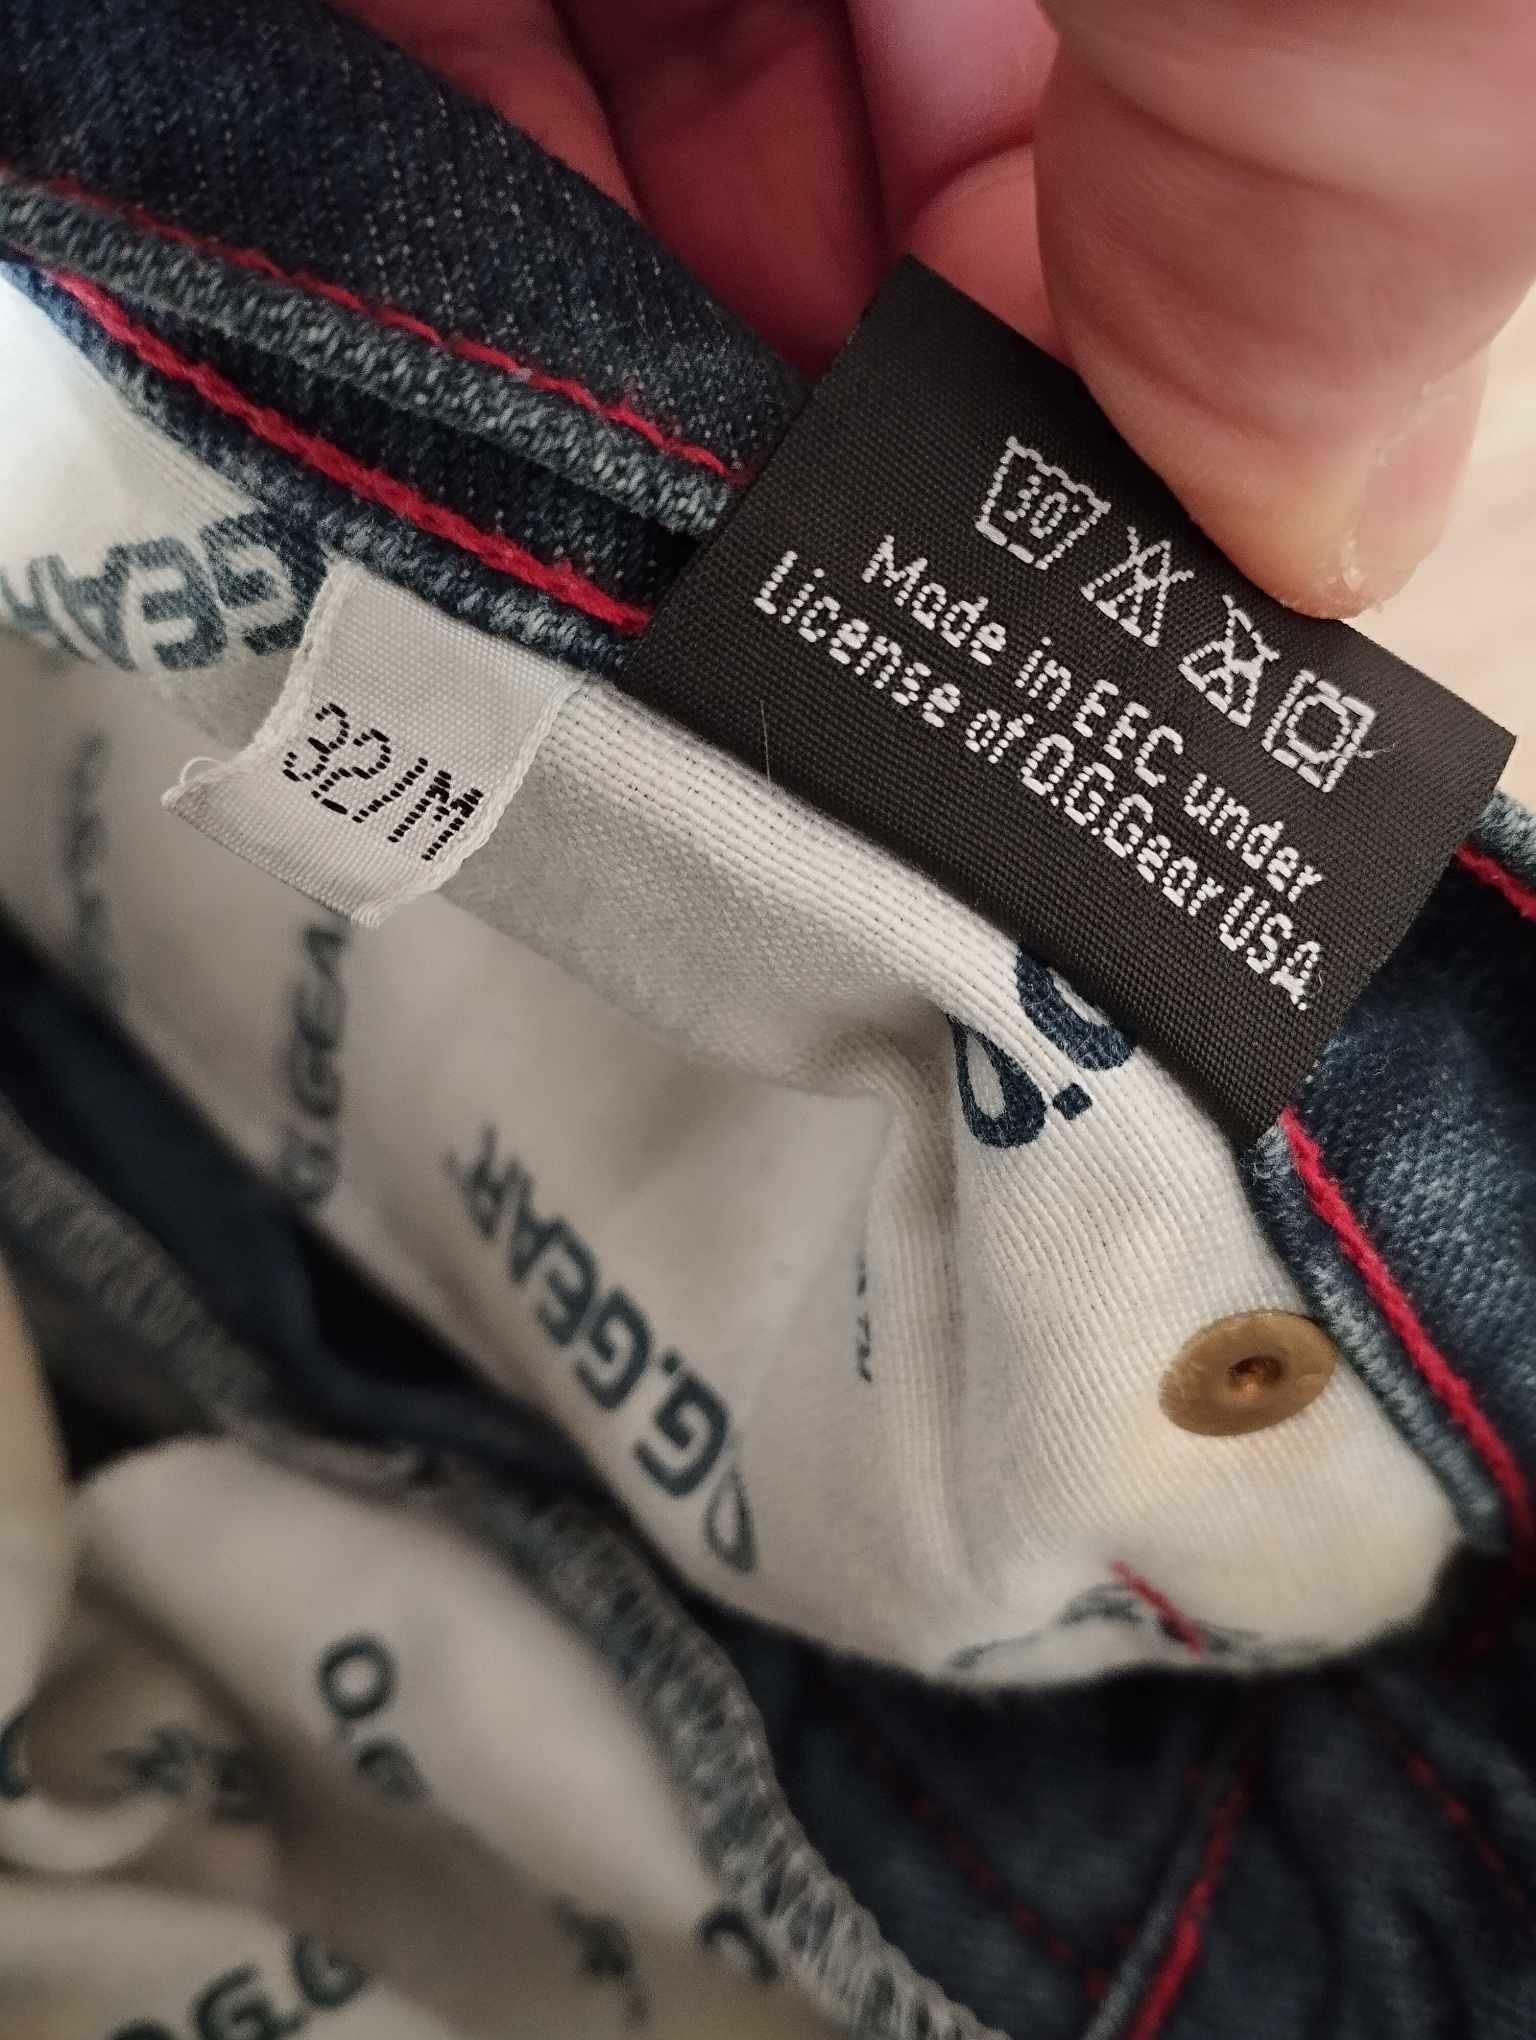 30°
Made in EEC under
License of O.G.Gear USA.
32/M
GEAR
O.GEAR
O.G.GEAR
O.G